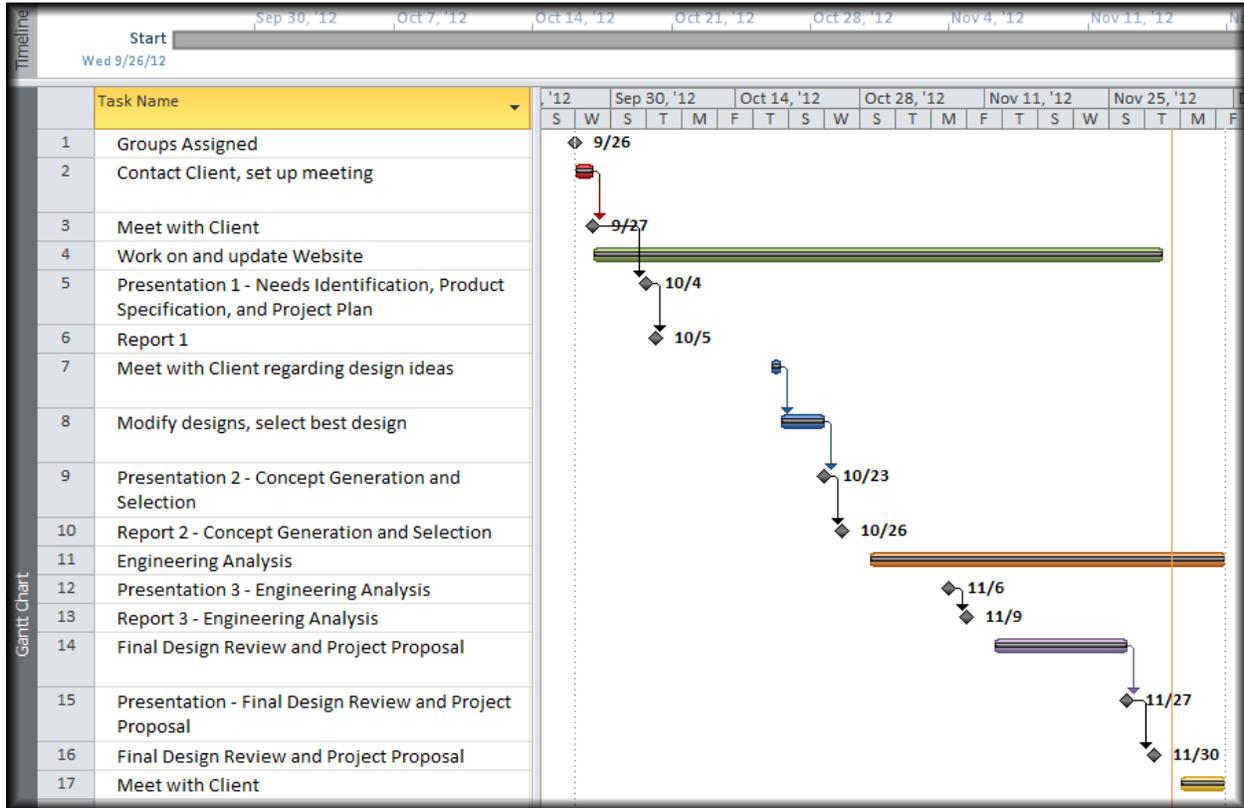 Timeline
Sep 30, '12 Oct 7, '12 Oct 14, '12 Oct 21, '12 Oct 28, '12 Nov 4, '12 Nov 11, '12
Start
Wed 9/26/12
Gantt Chart
Task Name
, '12 Sep 30, '12 Oct 14, '12 Oct 28, '12 Nov 11, '12 Nov 25, '12
S W S T M F T S W S T M F T S W S T M F
1 Groups Assigned 9/26
2 Contact Client, set up meeting
3 Meet with Client 9/27
4 Work on and update Website
5 Presentation 1 - Needs Identification, Product 10/4
Specification, and Project Plan
6 Report 1 10/5
7 Meet with Client regarding design ideas
8 Modify designs, select best design
9 Presentation 2 - Concept Generation and 10/23
Selection
10 Report 2 - Concept Generation and Selection 10/26
11 Engineering Analysis
12 Presentation 3 - Engineering Analysis 11/6
13 Report 3 - Engineering Analysis 11/9
14 Final Design Review and Project Proposal
15 Presentation - Final Design Review and Project 11/27
Proposal
16 Final Design Review and Project Proposal 11/30
17 Meet with Client